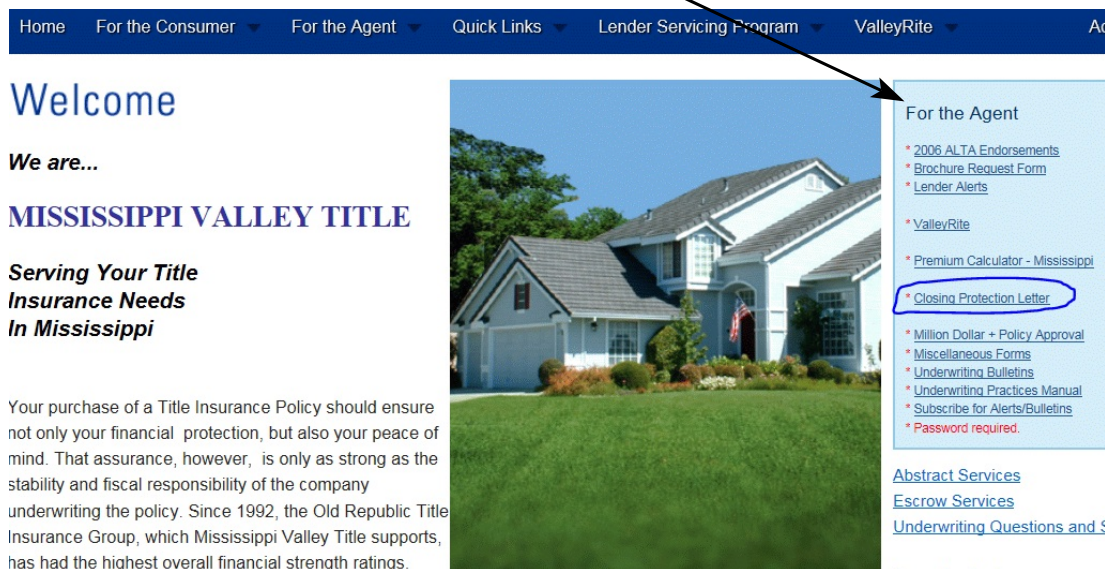 Home For the Consumer For the Agent Quick Links Lender Servicing Program ValleyRite
Welcome
We are...
MISSISSIPPI VALLEY TITLE
Serving Your Title
Insurance Needs
In Mississippi
Your purchase of a Title Insurance Policy should ensure
not only your financial protection, but also your peace of
mind. That assurance, however, is only as strong as the
stability and fiscal responsibility of the company
underwriting the policy. Since 1992, the Old Republic Title
Insurance Group, which Mississippi Valley Title supports,
has had the highest overall financial strength ratings.
For the Agent
* 2006 ALTA Endorsements
* Brochure Request Form
* Lender Alerts
* ValleyRite
* Premium Calculator - Mississippi
* Closing Protection Letter
* Million Dollar + Policy Approval
* Miscellaneous Forms
* Underwriting Bulletins
* Underwriting Practices Manual
* Subscribe for Alerts/Bulletins
* Password required.
Abstract Services
Escrow Services
Underwriting Questions and